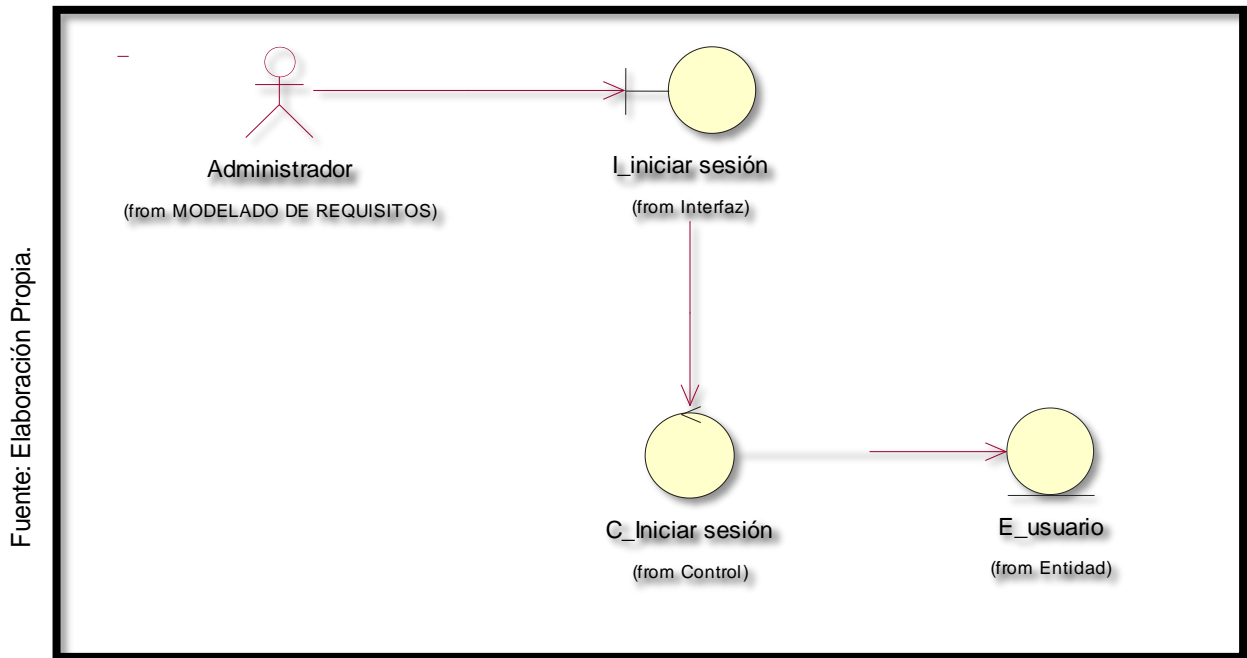 Administrador
(from MODELADO DE REQUISITOS)
I_iniciar sesión
(from Interfaz)
C_Iniciar sesión
(from Control)
E_usuario
(from Entidad)
Fuente: Elaboración Propia.